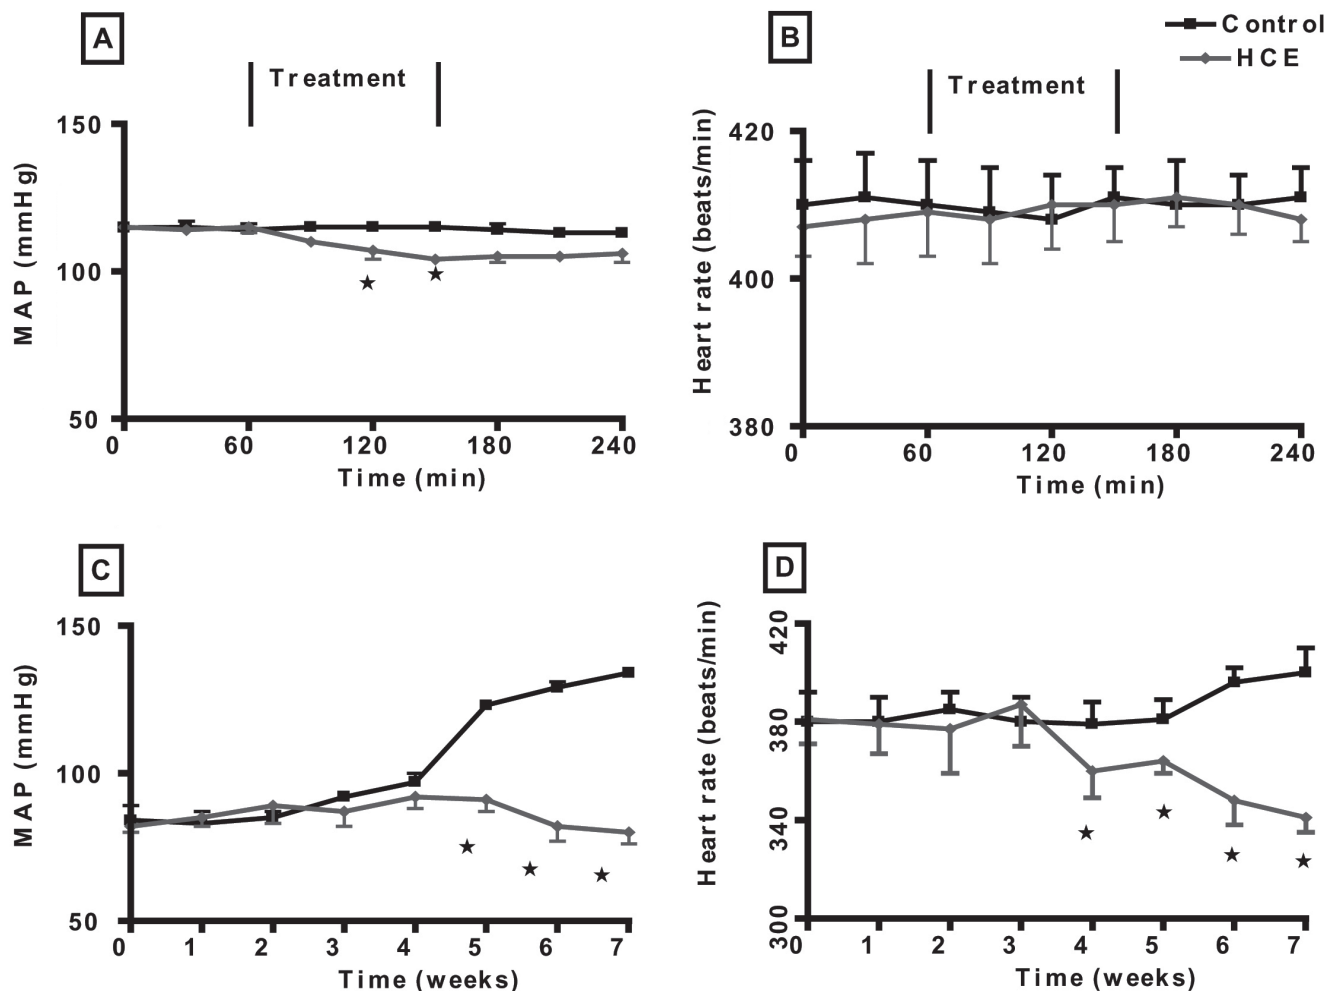 A
B
Control
HCE
Treatment
Treatment
MAP (mmHg)
150
100
50
0 60 120 180 240
Time (min)
Heart rate (beats/min)
420
400
380
0 60 120 180 240
Time (min)
C
D
MAP (mmHg)
150
100
50
0 1 2 3 4 5 6 7
Time (weeks)
Heart rate (beats/min)
420
380
340
300
0 1 2 3 4 5 6 7
Time (weeks)